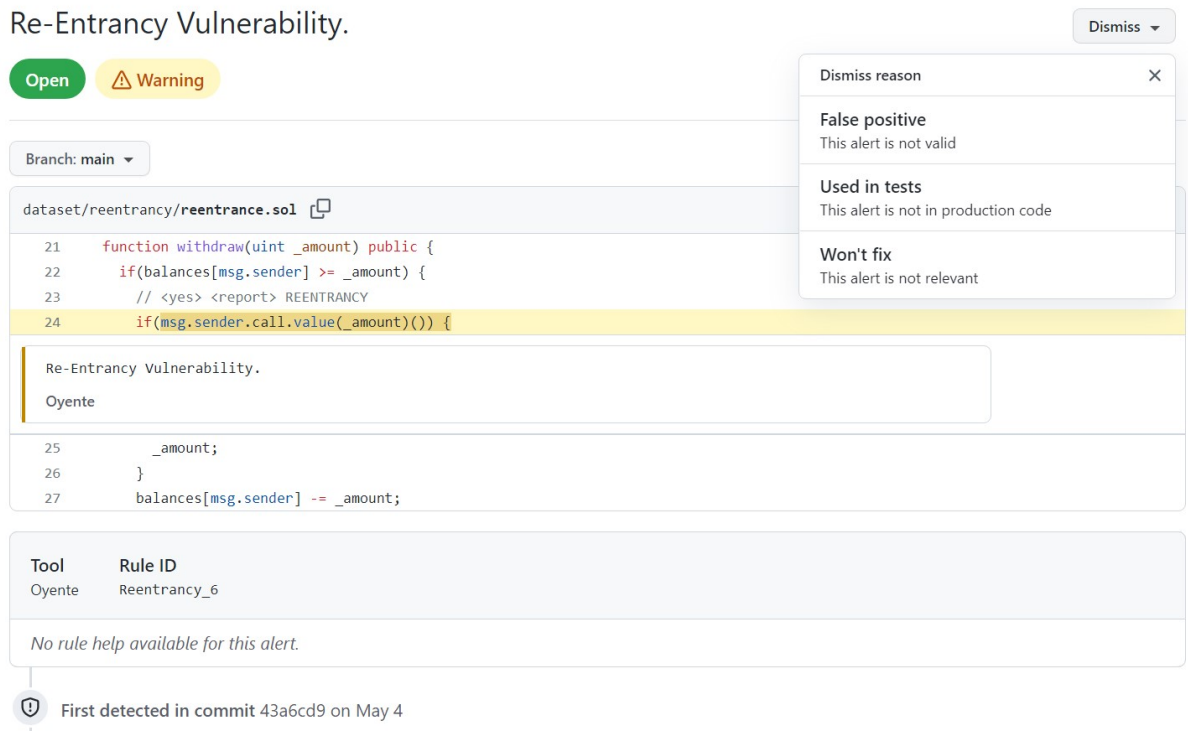 Re-Entrancy Vulnerability.
Dismiss
Open
Warning
Dismiss reason
False positive
This alert is not valid
Used in tests
This alert is not in production code
Won't fix
This alert is not relevant
Branch: main
dataset/reentrancy/reentrance.sol
21 function withdraw(uint _amount) public {
22 if(balances[msg.sender] >= _amount) {
23 // <yes> <report> REENTRANCY
24 if(msg.sender.call.value(_amount)()) {
Re-Entrancy Vulnerability.
Oyente
25 _amount;
26 }
27 balances[msg.sender] -= _amount;
Tool Rule ID
Oyente Reentrancy_6
No rule help available for this alert.
First detected in commit 43a6cd9 on May 4